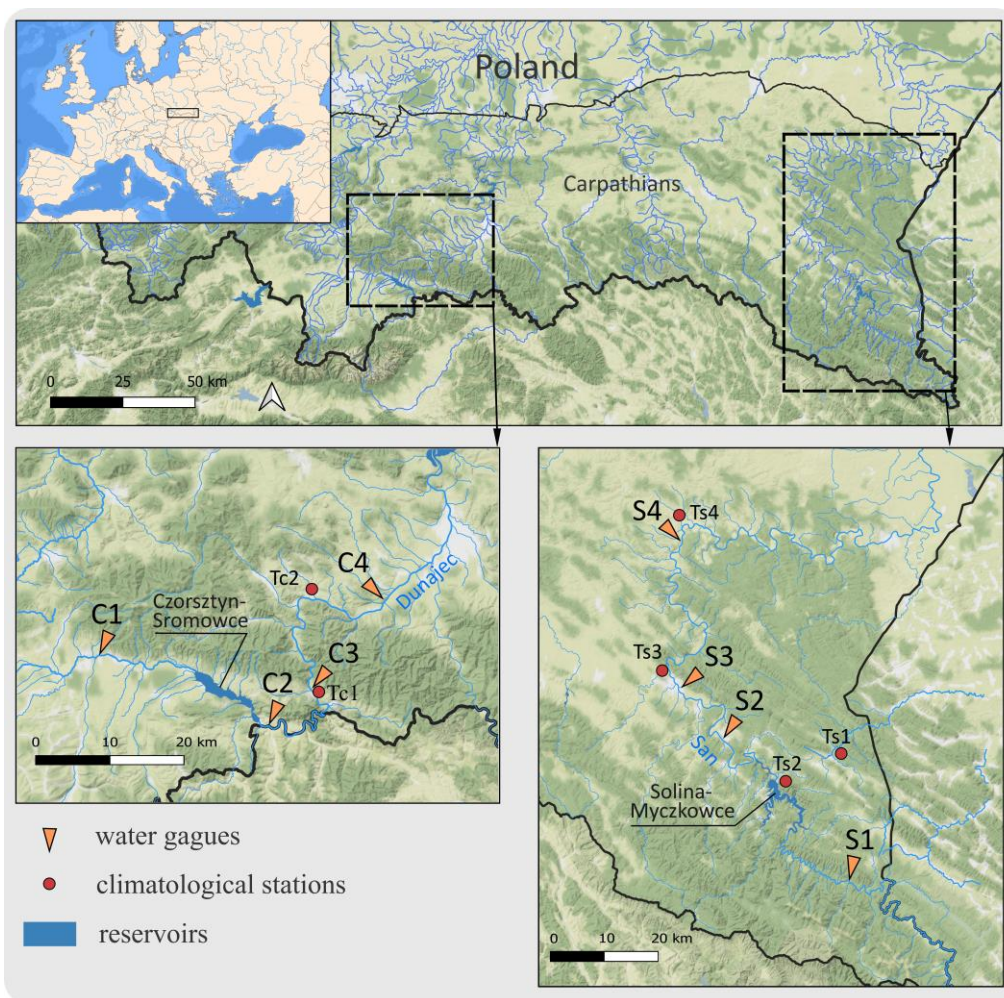 Poland
Carpathians
0 25 50 km
C4
Tc2
Dunajec
C1
Czorsztyn-
Sromowce
C3
C2
Tc1
0 10 20 km
S4
Ts4
Ts3
S3
S2
Ts1
San
Ts2
Solina-
Myczkowce
S1
0 10 20 km
water gagues
climatological stations
reservoirs